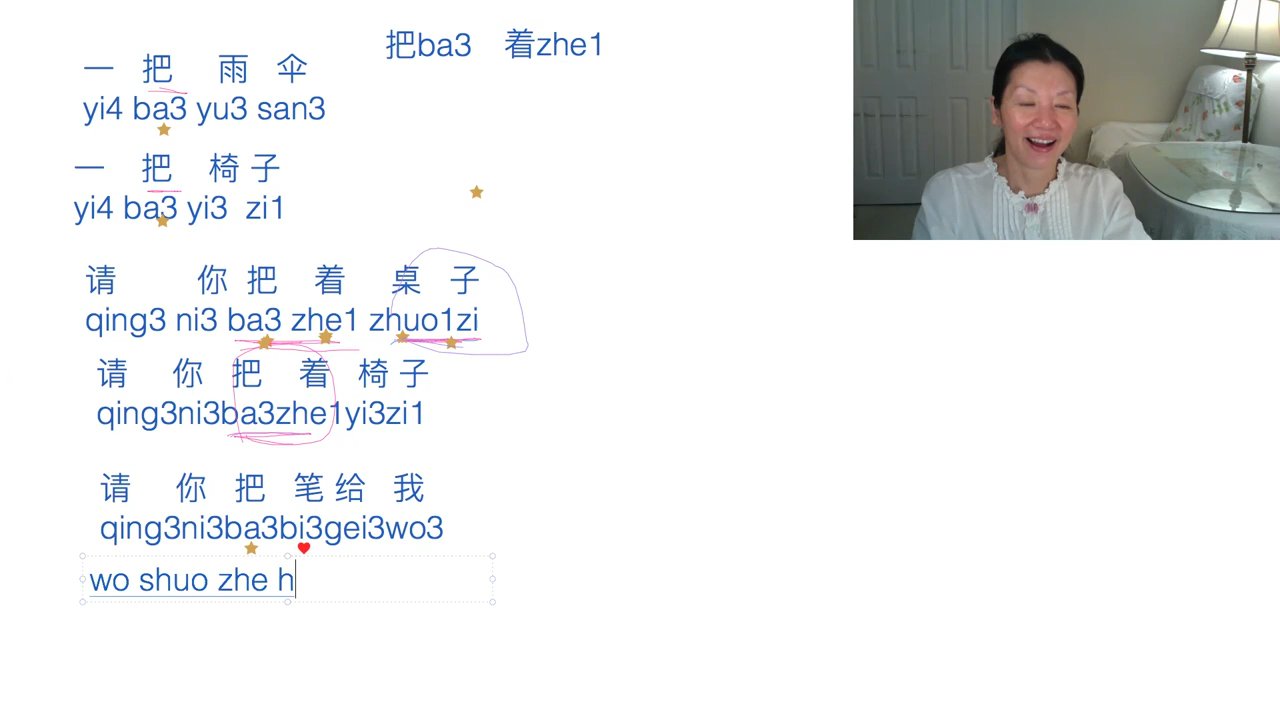 把ba3 着zhe1
一 把 雨 伞
yi4 ba3 yu3 san3
一 把 椅 子
yi4 ba3 yi3 zi1
请 你 把 着 桌 子
qing3 ni3 ba3 zhe1 zhuo1zi
请 你 把 着 椅 子
qing3ni3ba3zhe1yi3zi1
请 你 把 笔 给 我
qing3ni3ba3bi3gei3wo3
wo shuo zhe h